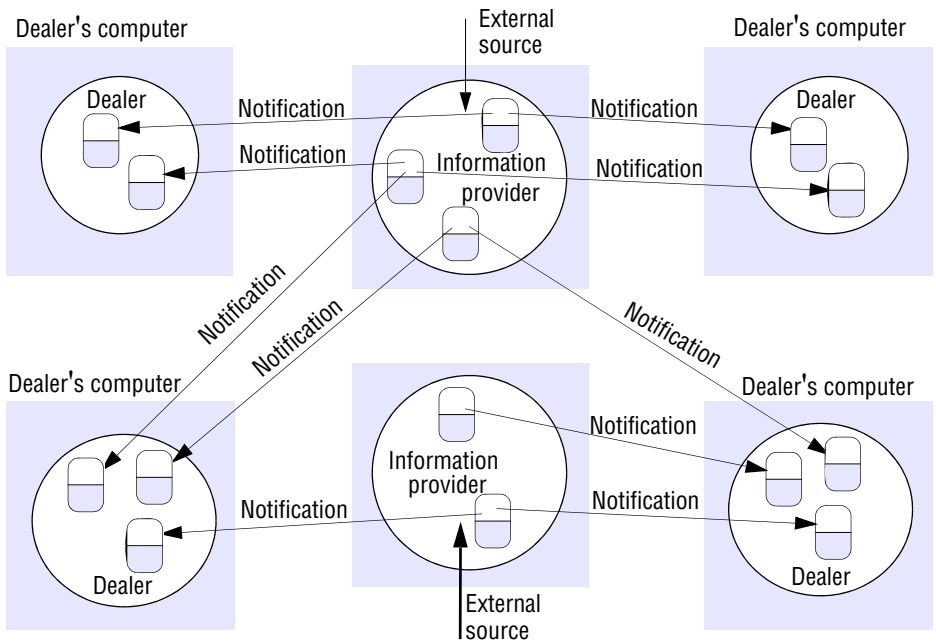 External
source
Dealer's computer
Dealer's computer
Dealer
Notification
Notification
Dealer
Notification
Information
provider
Notification
Notification
Notification
Notification
Dealer's computer
Dealer's computer
Notification
Information
provider
Notification
Notification
Dealer
Dealer
External
source